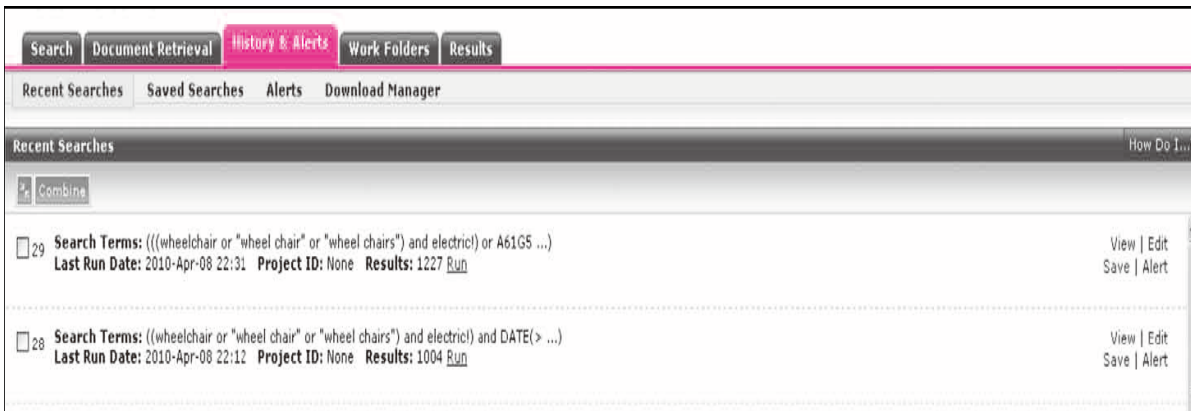 Search Document Retrieval History & Alerts Work Folders Results
Recent Searches Saved Searches Alerts Download Manager
Recent Searches How Do I...
Combine
29 Search Terms: (((wheelchair or "wheel chair" or "wheel chairs") and electric!) or A61G5 ...) View | Edit
Last Run Date: 2010-Apr-08 22:31 Project ID: None Results: 1227 Run Save | Alert
28 Search Terms: ((wheelchair or "wheel chair" or "wheel chairs") and electric!) and DATE(> ...) View | Edit
Last Run Date: 2010-Apr-08 22:12 Project ID: None Results: 1004 Run Save | Alert